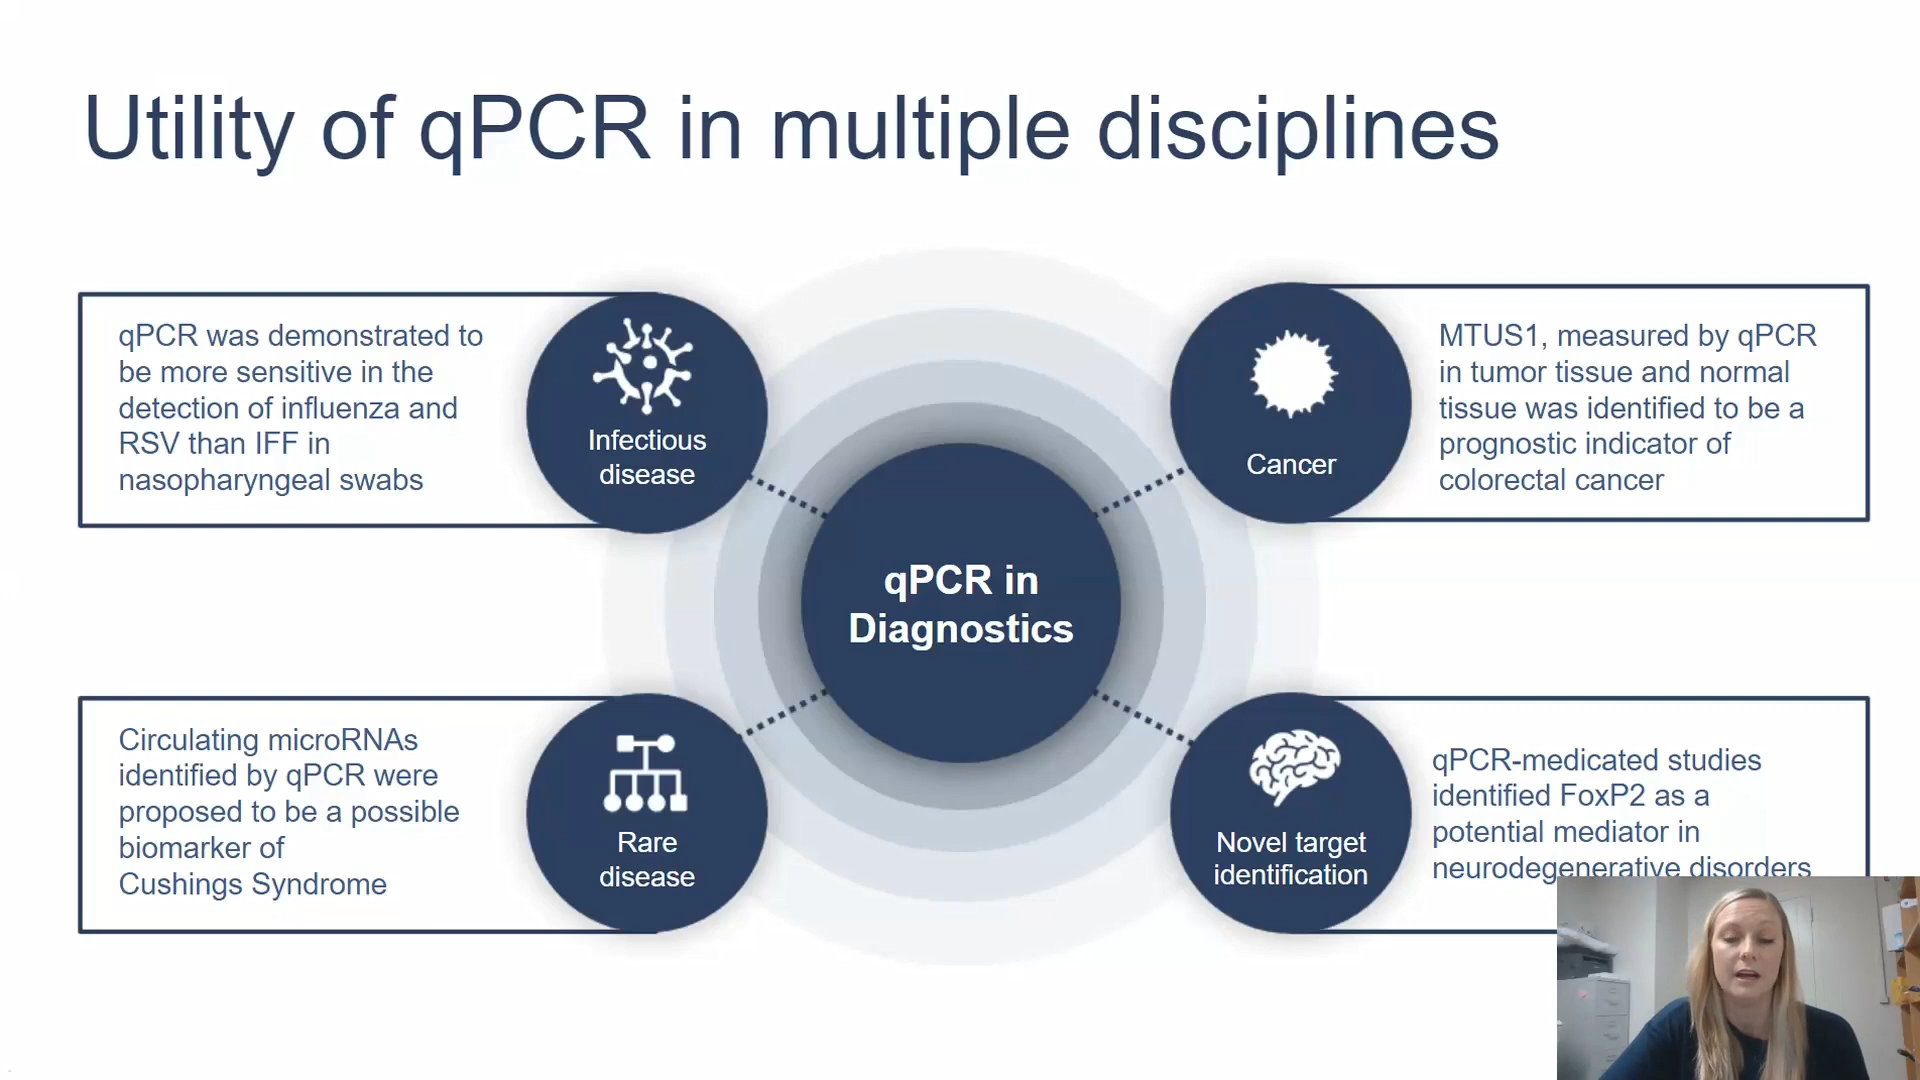 Utility of qPCR in multiple disciplines
qPCR was demonstrated to
be more sensitive in the
detection of influenza and
RSV than IFF in
nasopharyngeal swabs
Infectious
disease
Cancer
MTUS1, measured by qPCR
in tumor tissue and normal
tissue was identified to be a
prognostic indicator of
colorectal cancer
qPCR in
Diagnostics
Circulating microRNAs
identified by qPCR were
proposed to be a possible
biomarker of
Cushings Syndrome
Rare
disease
Novel target
identification
qPCR-medicated studies
identified FoxP2 as a
potential mediator in
neurodegenerative disorders